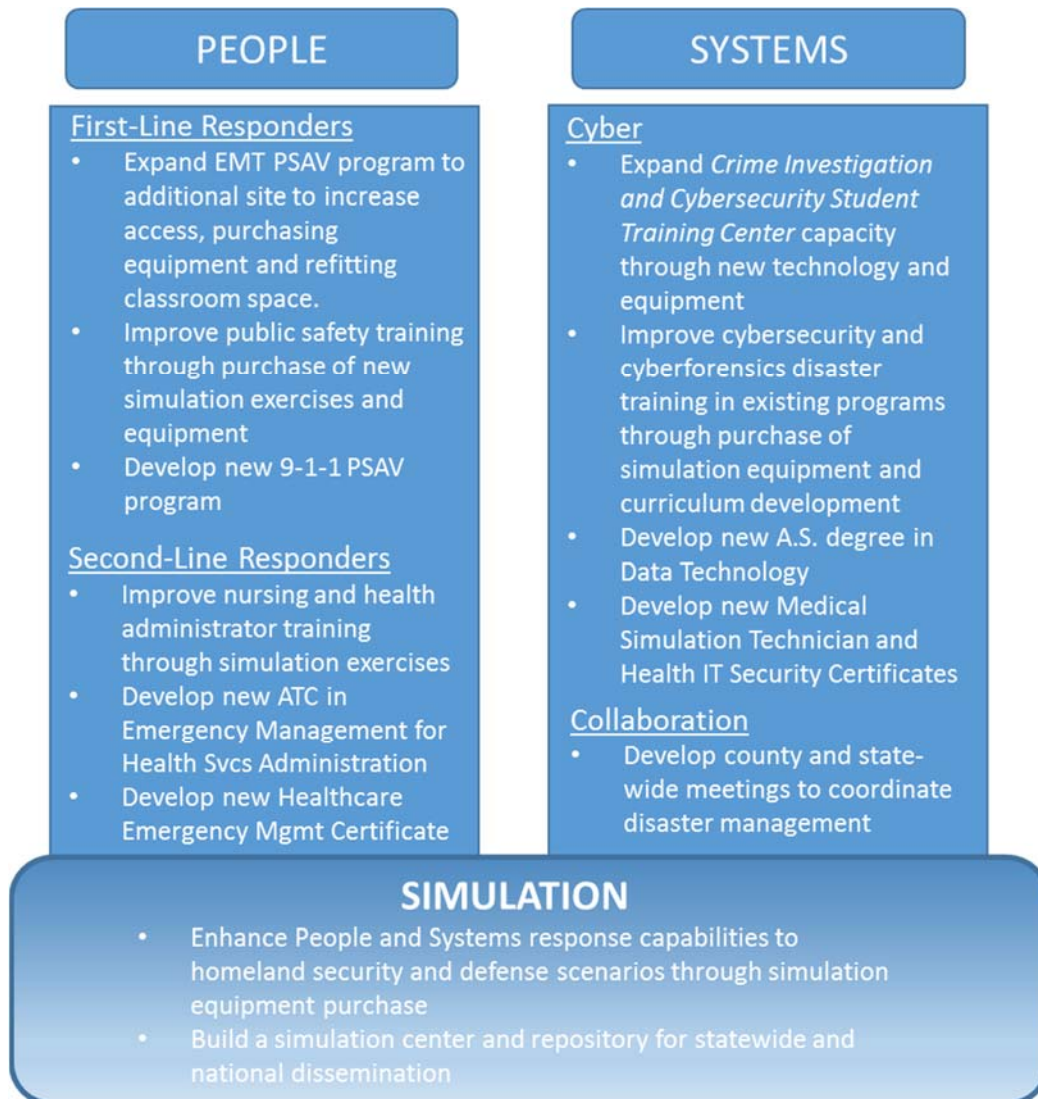 PEOPLE
First-Line Responders
• Expand EMT PSAV program to
additional site to increase
access, purchasing
equipment and refitting
classroom space.
• Improve public safety training
through purchase of new
simulation exercises and
equipment
• Develop new 9-1-1 PSAV
program
Second-Line Responders
• Improve nursing and health
administrator training
through simulation exercises
• Develop new ATC in
Emergency Management for
Health Svcs Administration
• Develop new Healthcare
Emergency Mgmt Certificate
SYSTEMS
Cyber
• Expand Crime Investigation
and Cybersecurity Student
Training Center capacity
through new technology and
equipment
• Improve cybersecurity and
cyberforensics disaster
training in existing programs
through purchase of
simulation equipment and
curriculum development
• Develop new A.S. degree in
Data Technology
• Develop new Medical
Simulation Technician and
Health IT Security Certificates
Collaboration
• Develop county and state-
wide meetings to coordinate
disaster management
SIMULATION
• Enhance People and Systems response capabilities to
homeland security and defense scenarios through simulation
equipment purchase
• Build a simulation center and repository for statewide and
national dissemination